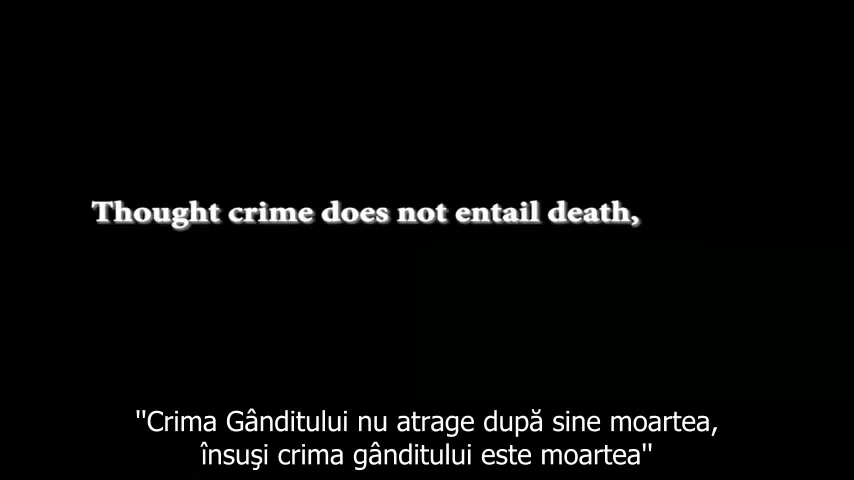 Thought crime does not entail death,
"Crima Gânditului nu atrage după sine moartea,
însuşi crima gânditului este moartea"